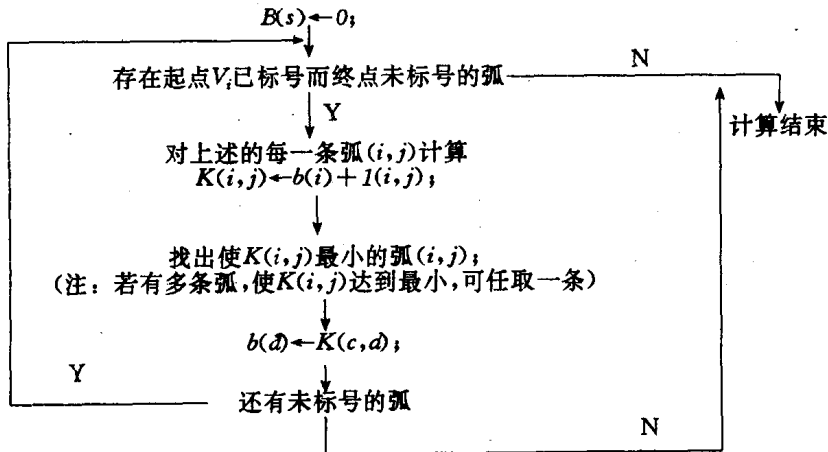 B(s)←0;
存在起点Vi已标号而终点未标号的弧
N
Y
计算结束
对上述的每一条弧(i,j)计算
K(i,j)←b(i)+1(i,j);
找出使K(i,j)最小的弧(i,j);
(注：若有多条弧,使K(i,j)达到最小,可任取一条)
b(d)←K(c,d);
Y
还有未标号的弧
N